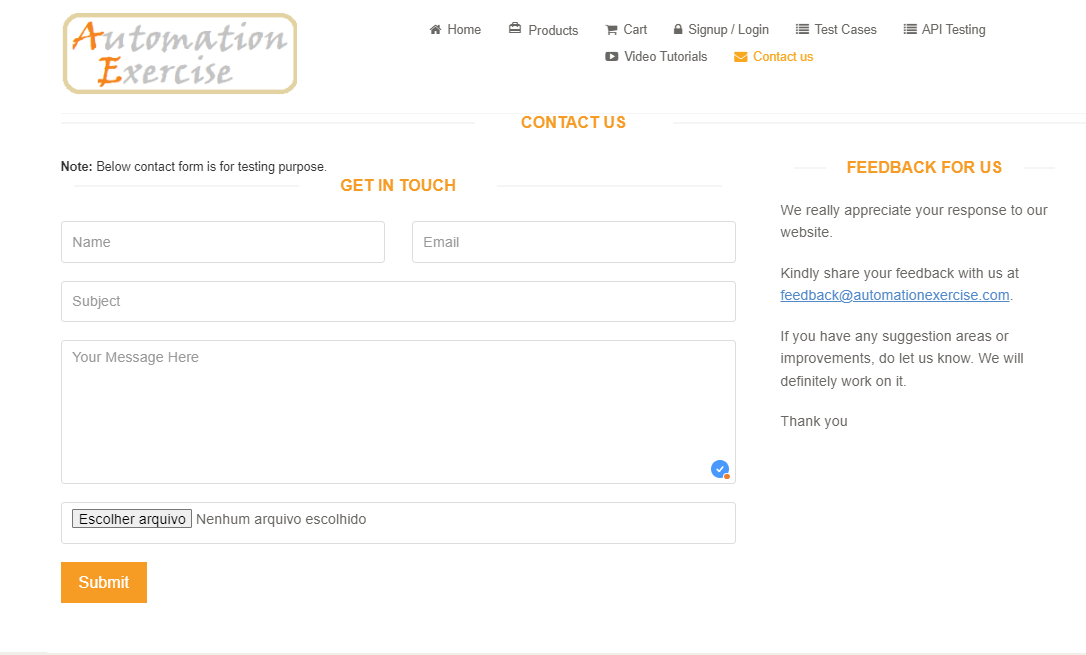 Automation
Exercise
Home Products Cart Signup / Login Test Cases API Testing
Video Tutorials Contact us
CONTACT US
Note: Below contact form is for testing purpose.
GET IN TOUCH
Name Email
Subject
Your Message Here
Escolher arquivo Nenhum arquivo escolhido
Submit
FEEDBACK FOR US
We really appreciate your response to our
website.
Kindly share your feedback with us at
feedback@automationexercise.com.
If you have any suggestion areas or
improvements, do let us know. We will
definitely work on it.
Thank you